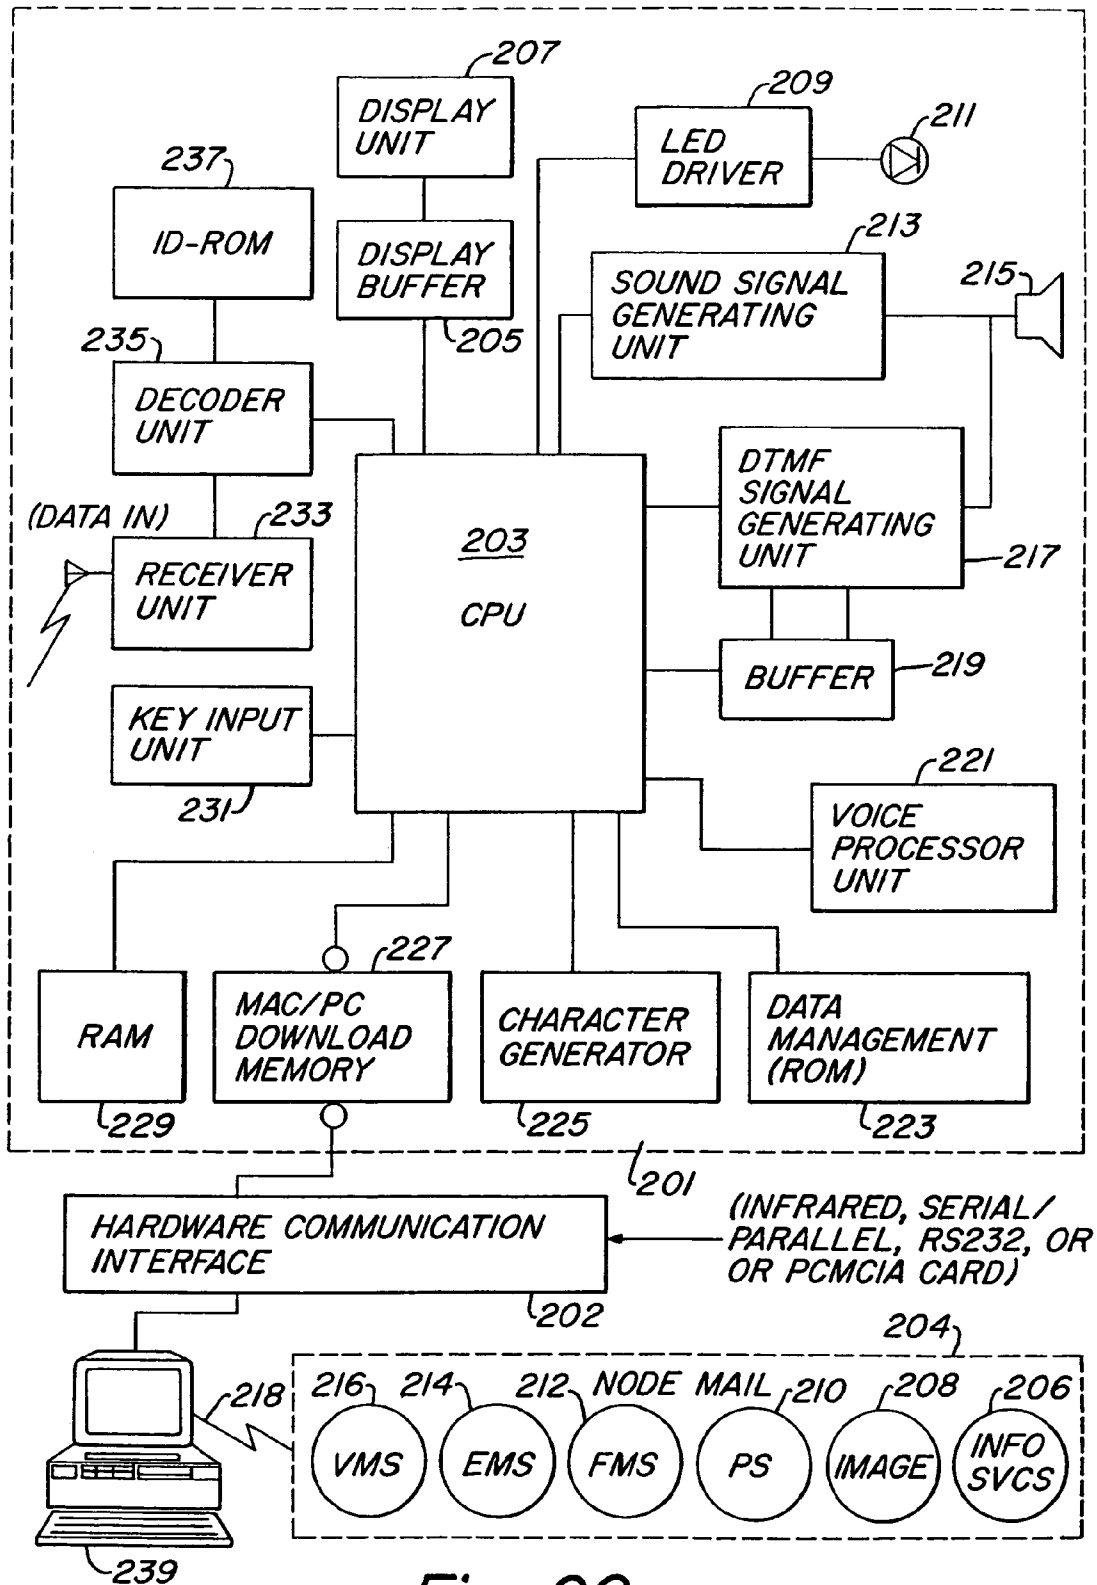 207
DISPLAY
UNIT
209
LED
DRIVER
211
237
ID-ROM
DISPLAY
BUFFER
205
213
SOUND SIGNAL
GENERATING
UNIT
215
235
DECODER
UNIT
DTMF
SIGNAL
GENERATING
UNIT
217
(DATA IN)
233
RECEIVER
UNIT
203
CPU
BUFFER
219
KEY INPUT
UNIT
231
221
VOICE
PROCESSOR
UNIT
RAM
229
227
MAC/PC
DOWNLOAD
MEMORY
CHARACTER
GENERATOR
225
DATA
MANAGEMENT
(ROM)
223
201
HARDWARE COMMUNICATION
INTERFACE
202
(INFRARED, SERIAL/
PARALLEL, RS232, OR
OR PCMCIA CARD)
204
218
239
NODE MAIL
216
VMS
214
EMS
212
FMS
210
PS
208
IMAGE
206
INFO
SVCS